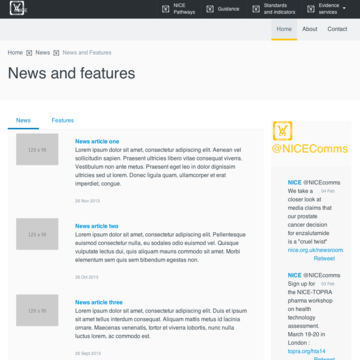 NICE
NICE Pathways
Guidance
Standards and indicators
Evidence services
Home
About
Contact
Home News News and Features
News and features
News Features
125 x 95
News article one
Lorem ipsum dolor sit amet, consectetur adipiscing elit. Aenean vel
sollicitudin sapien. Praesent ultricies libero consequat viverra.
Vestibulum non ante metus. Praesent eget leo in dolor dignissim
ultricies sed ut lorem. Donec ligula quam, ullamcorper et erat
imperdiet, congue.
26 Nov 2013
125 x 95
News article two
Lorem ipsum dolor sit amet, consectetur adipiscing elit. Pellentesque
euismod consectetur nulla, eu sodales odio euismod vel. Quisque
vulputate lectus dui, quis aliquam mauris commodo sit amet. Morbi
elementum sem quis sem bibendum egestas non.
26 Oct 2013
125 x 95
News article three
Lorem ipsum dolor sit amet, consectetur adipiscing elit. Duis et ipsum
sit amet tellus interdum consequat. Aliquam mattis metus id lacinia
ornare. Maecenas venenatis, tortor et viverra lobortis, nunc nulla
luctus lorem, ac commodo est.
26 Sept 2013
@NICEComms
NICE @NICEcomms
We take a 04 Feb
closer look at
media claims that
our prostate
cancer decision
for enzalutamide
is a "cruel twist"
nice.org.uk/newsroom
Retweet
NICE @NICEcomms
Sign up for 03 Feb
the NICE-TOPRA
pharma workshop
on health
technology
assessment.
March 19-20 in
London :
topra.org/hta14
Retweet